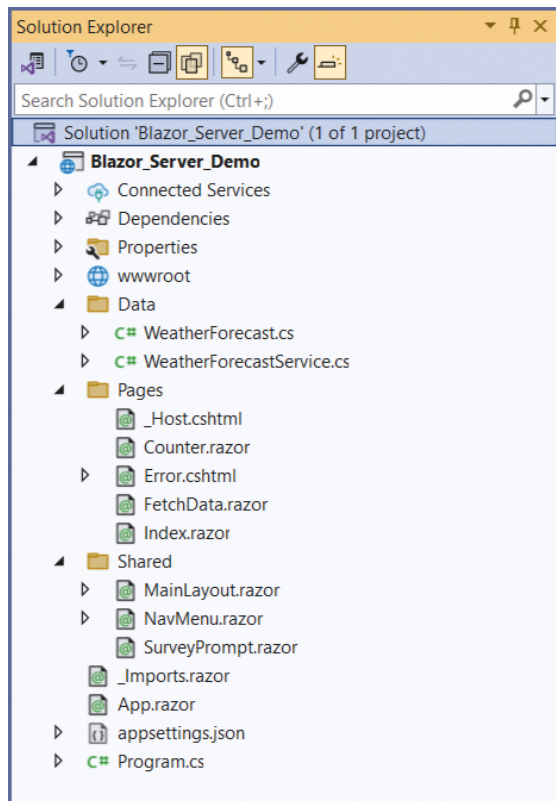 Solution Explorer
Search Solution Explorer (Ctrl+;)
Solution 'Blazor_Server_Demo' (1 of 1 project)
Blazor_Server_Demo
Connected Services
Dependencies
Properties
wwwroot
Data
C# WeatherForecast.cs
C# WeatherForecastService.cs
Pages
_Host.cshtml
Counter.razor
Error.cshtml
FetchData.razor
Index.razor
Shared
MainLayout.razor
NavMenu.razor
SurveyPrompt.razor
_Imports.razor
App.razor
appsettings.json
C# Program.cs